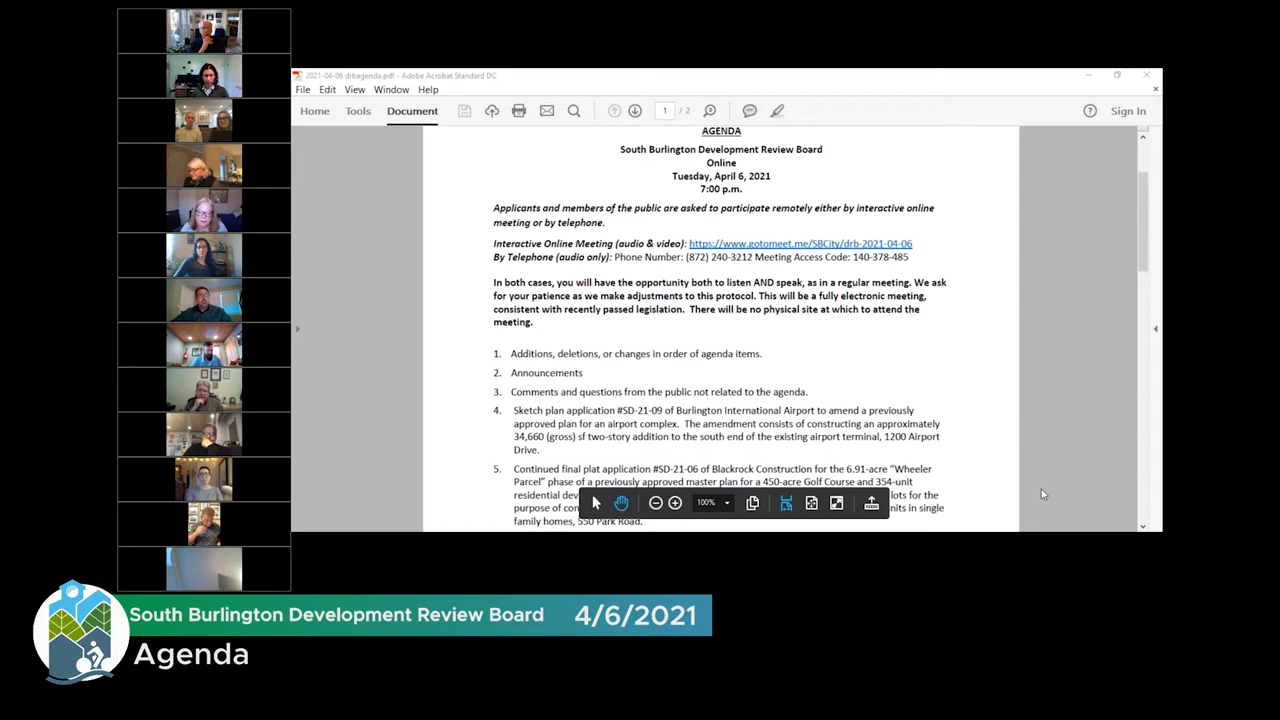 2021-04-06 drbagenda.pdf - Adobe Acrobat Standard DC
File Edit View Window Help
Home Tools Document 1 / 2 Sign In
AGENDA
South Burlington Development Review Board
Online
Tuesday, April 6, 2021
7:00 p.m.
Applicants and members of the public are asked to participate remotely either by interactive online
meeting or by telephone.
Interactive Online Meeting (audio & video): https://www.gotomeet.me/SBCity/drb-2021-04-06
By Telephone (audio only): Phone Number: (872) 240-3212 Meeting Access Code: 140-378-485
In both cases, you will have the opportunity both to listen AND speak, as in a regular meeting. We ask
for your patience as we make adjustments to this protocol. This will be a fully electronic meeting,
consistent with recently passed legislation. There will be no physical site at which to attend the
meeting.
1. Additions, deletions, or changes in order of agenda items.
2. Announcements
3. Comments and questions from the public not related to the agenda.
4. Sketch plan application #SD-21-09 of Burlington International Airport to amend a previously
approved plan for an airport complex. The amendment consists of constructing an approximately
34,660 (gross) sf two-story addition to the south end of the existing airport terminal, 1200 Airport
Drive.
5. Continued final plat application #SD-21-06 of Blackrock Construction for the 6.91-acre “Wheeler
Parcel” phase of a previously approved master plan for a 450-acre Golf Course and 354-unit
residential dev lots for the
purpose of con nits in single
family homes, 550 Park Road.
100%
South Burlington Development Review Board 4/6/2021
Agenda